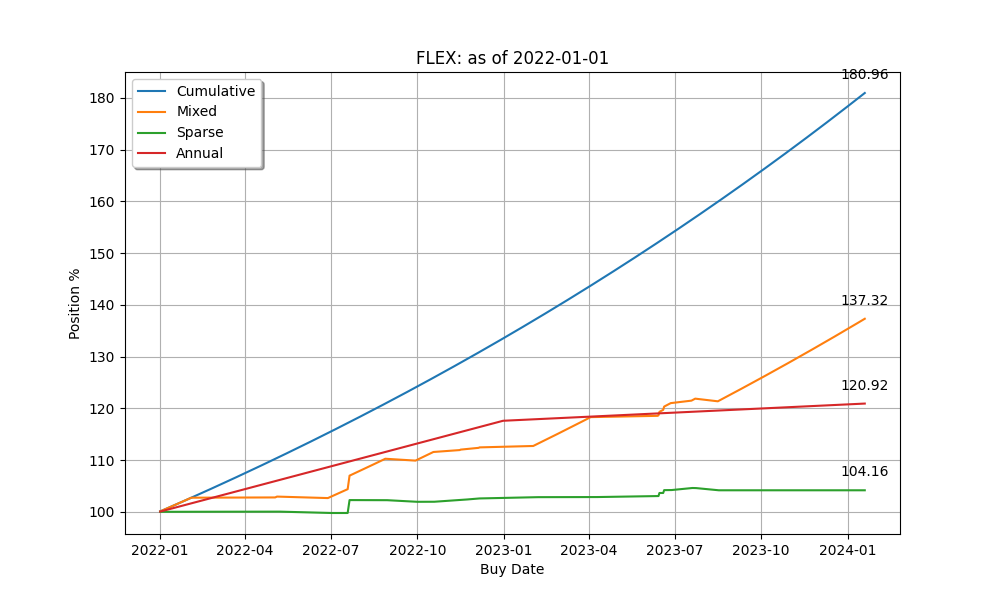 FLEX: as of 2022-01-01
180.96
Cumulative
Mixed
Sparse
Annual
137.32
120.92
104.16
180
170
160
150
140
130
120
110
100
Position %
2022-01 2022-04 2022-07 2022-10 2023-01 2023-04 2023-07 2023-10 2024-01
Buy Date